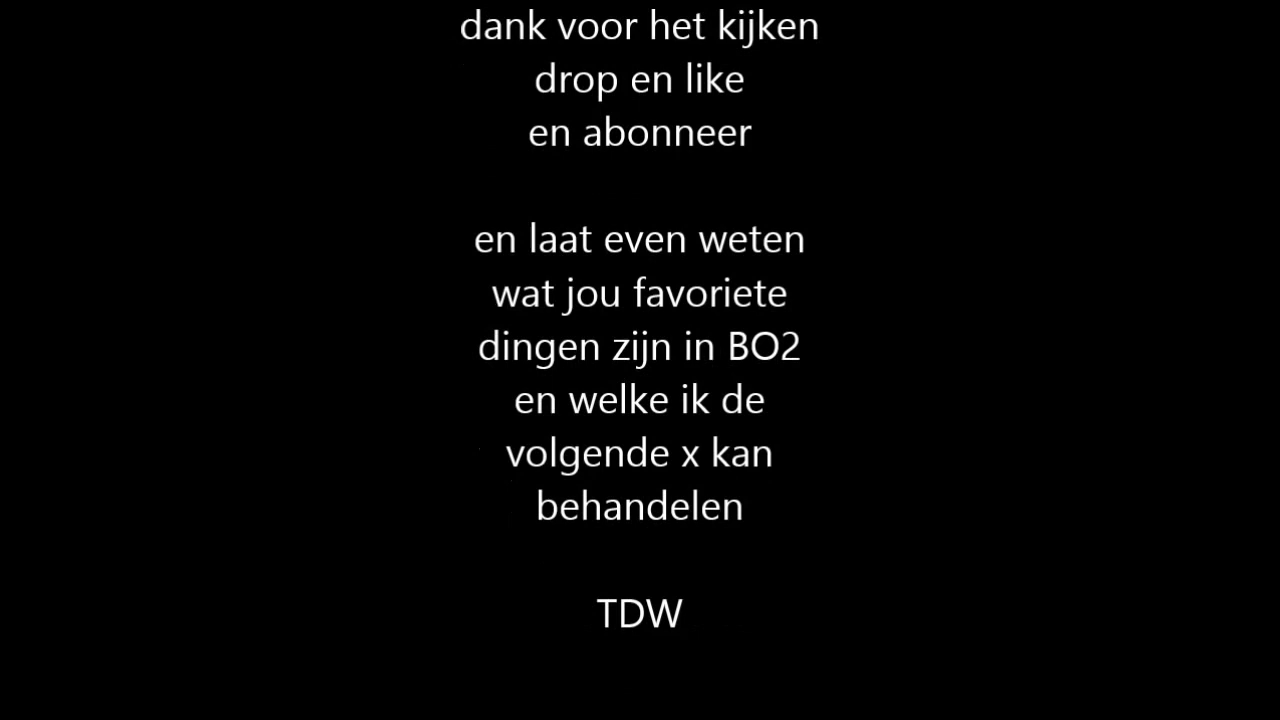 dank voor het kijken
drop en like
en abonneer
en laat even weten
wat jou favoriete
dingen zijn in BO2
en welke ik de
volgende x kan
behandelen
TDW